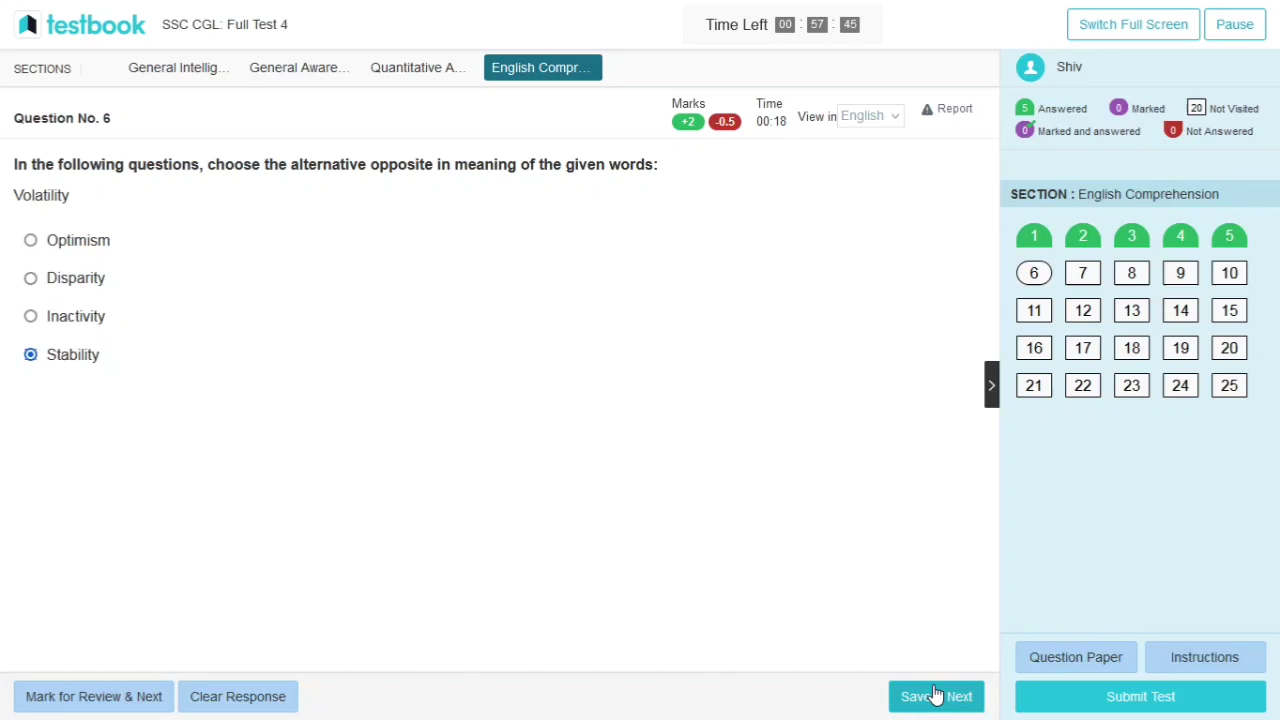 testbook SSC CGL: Full Test 4 Time Left 00 : 57 : 45 Switch Full Screen Pause
SECTIONS General Intellig... General Aware... Quantitative A... English Compr... Shiv
Question No. 6 Marks +2 -0.5 Time 00:18 View in English Report
5 Answered 0 Marked 20 Not Visited
0 Marked and answered 0 Not Answered
In the following questions, choose the alternative opposite in meaning of the given words:
Volatility
Optimism
Disparity
Inactivity
Stability
SECTION : English Comprehension
1 2 3 4 5
6 7 8 9 10
11 12 13 14 15
16 17 18 19 20
21 22 23 24 25
>
Question Paper Instructions
Mark for Review & Next Clear Response Save Next Submit Test